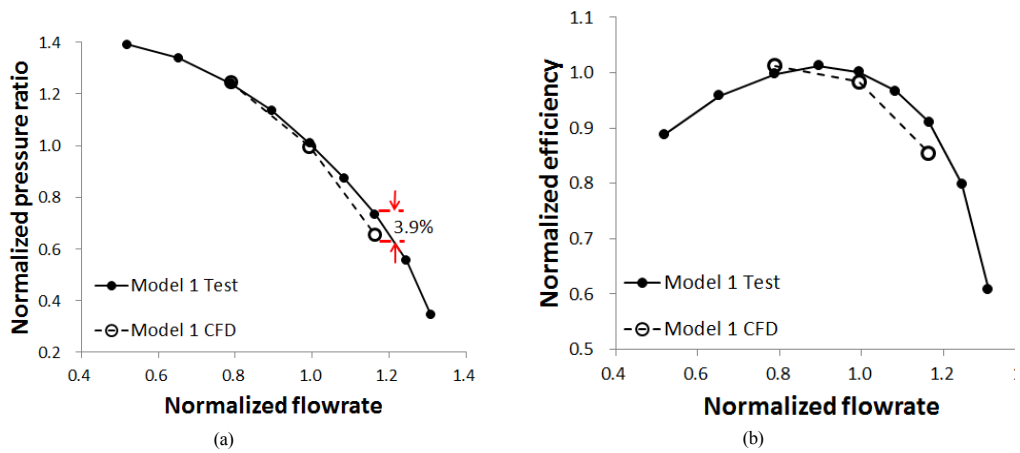 Normalized pressure ratio
1.4
1.2
1.0
0.8
0.6
0.4
0.2
3.9%
Model 1 Test
Model 1 CFD
0.4 0.6 0.8 1.0 1.2 1.4
Normalized flowrate
(a)
Normalized efficiency
1.1
1.0
0.9
0.8
0.7
0.6
0.5
Model 1 Test
Model 1 CFD
0.4 0.6 0.8 1.0 1.2
Normalized flowrate
(b)